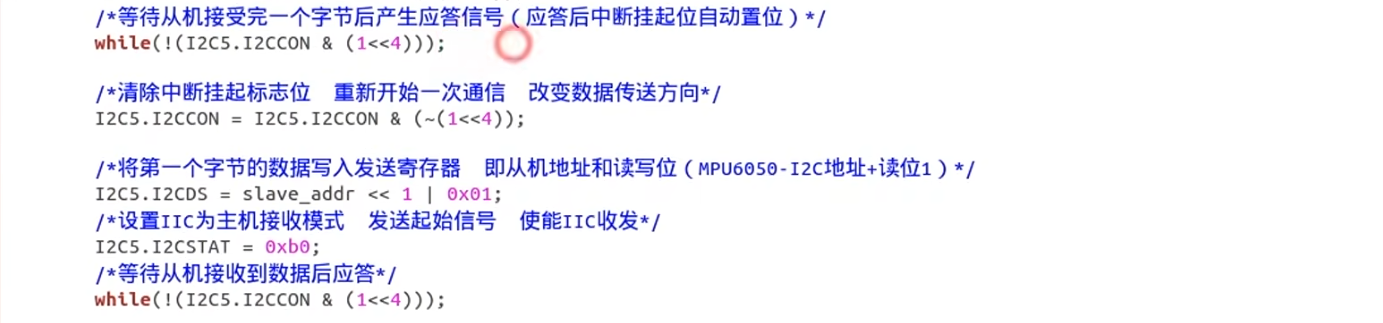 /*等待从机接受完一个字节后产生应答信号(应答后中断挂起位自动置位)*/
while(!(I2C5.I2CCON & (1<<4)));
/*清除中断挂起标志位 重新开始一次通信 改变数据传送方向*/
I2C5.I2CCON = I2C5.I2CCON & (~(1<<4));
/*将第一个字节的数据写入发送寄存器 即从机地址和读写位(MPU6050-I2C地址+读位1)*/
I2C5.I2CDS = slave_addr << 1 | 0x01;
/*设置IIC为主机接收模式 发送起始信号 使能IIC收发*/
I2C5.I2CSTAT = 0xb0;
/*等待从机接收到数据后应答*/
while(!(I2C5.I2CCON & (1<<4)));